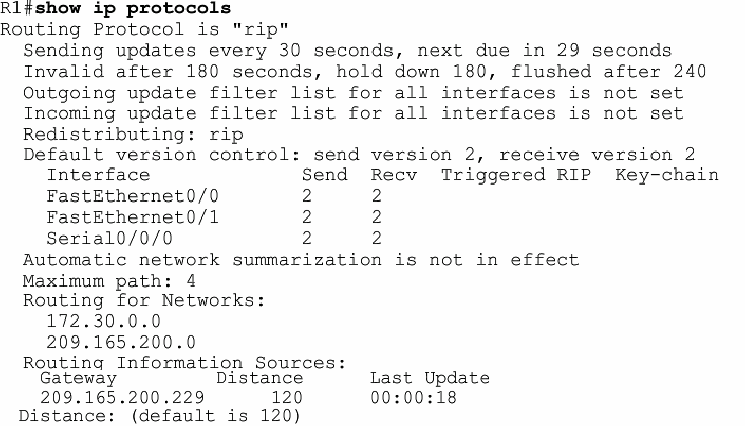 R1#show ip protocols
Routing Protocol is "rip"
Sending updates every 30 seconds, next due in 29 seconds
Invalid after 180 seconds, hold down 180, flushed after 240
Outgoing update filter list for all interfaces is not set
Incoming update filter list for all interfaces is not set
Redistributing: rip
Default version control: send version 2, receive version 2
Interface Send Recv Triggered RIP Key-chain
FastEthernet0/0 2 2
FastEthernet0/1 2 2
Serial0/0/0 2 2
Automatic network summarization is not in effect
Maximum path: 4
Routing for Networks:
172.30.0.0
209.165.200.0
Routing Information Sources:
Gateway Distance Last Update
209.165.200.229 120 00:00:18
Distance: (default is 120)